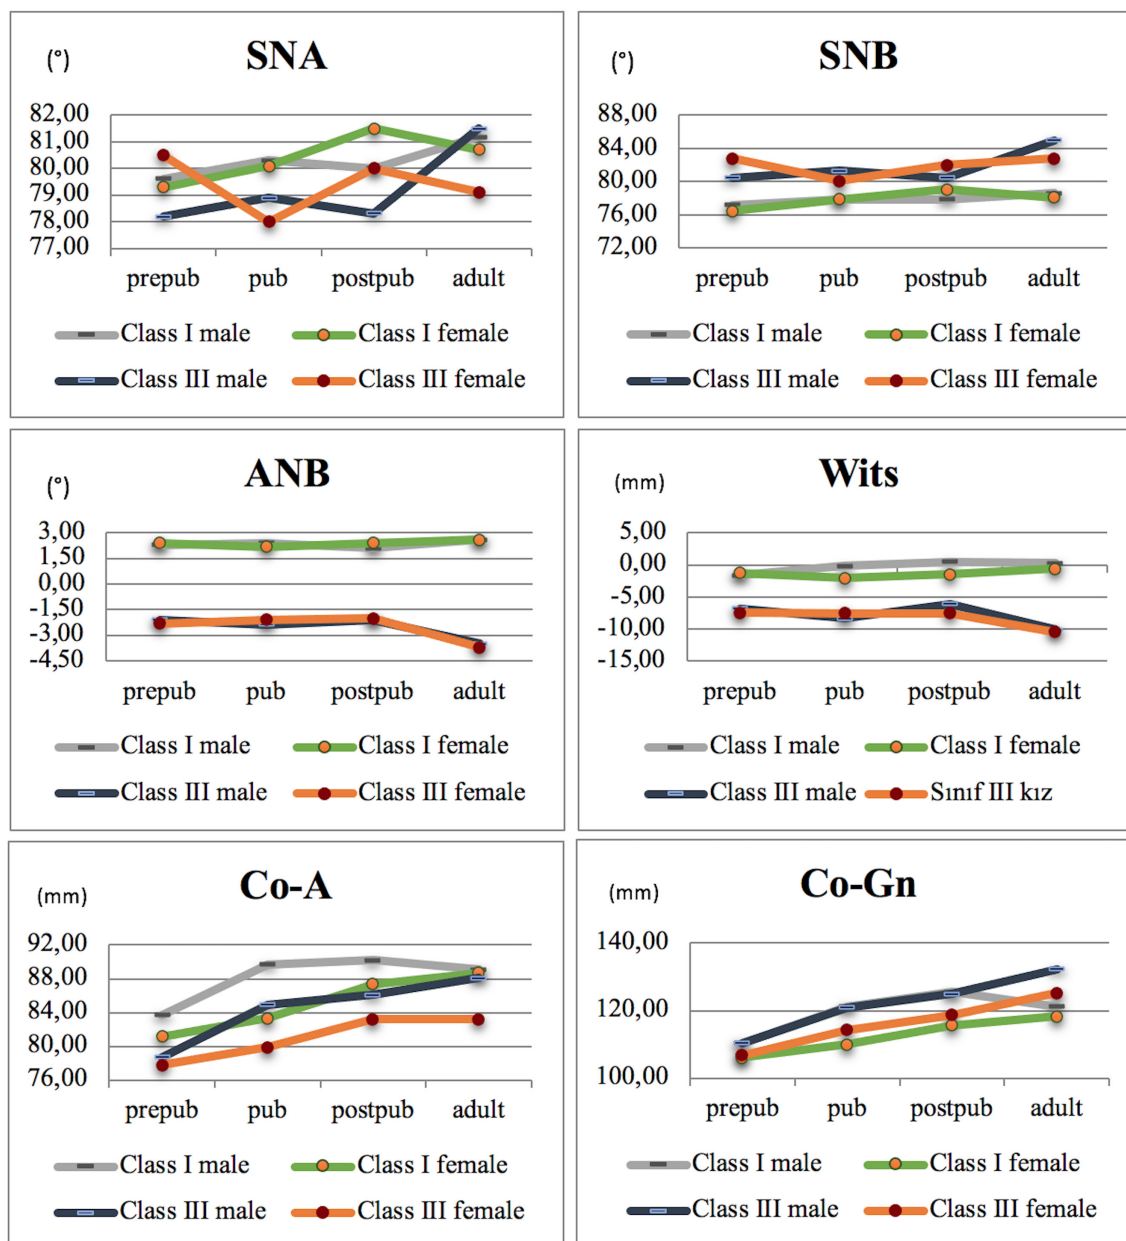 SNA
(°)
82,00
81,00
80,00
79,00
78,00
77,00
prepub pub postpub adult
Class I male Class I female
Class III male Class III female
SNB
(°)
88,00
84,00
80,00
76,00
72,00
prepub pub postpub adult
Class I male Class I female
Class III male Class III female
ANB
(°)
3,00
1,50
0,00
-1,50
-3,00
-4,50
prepub pub postpub adult
Class I male Class I female
Class III male Class III female
Wits
(mm)
5,00
0,00
-5,00
-10,00
-15,00
prepub pub postpub adult
Class I male Class I female
Class III male Sınıf III kız
Co-A
(mm)
92,00
88,00
84,00
80,00
76,00
prepub pub postpub adult
Class I male Class I female
Class III male Class III female
Co-Gn
(mm)
140,00
120,00
100,00
prepub pub postpub adult
Class I male Class I female
Class III male Class III female